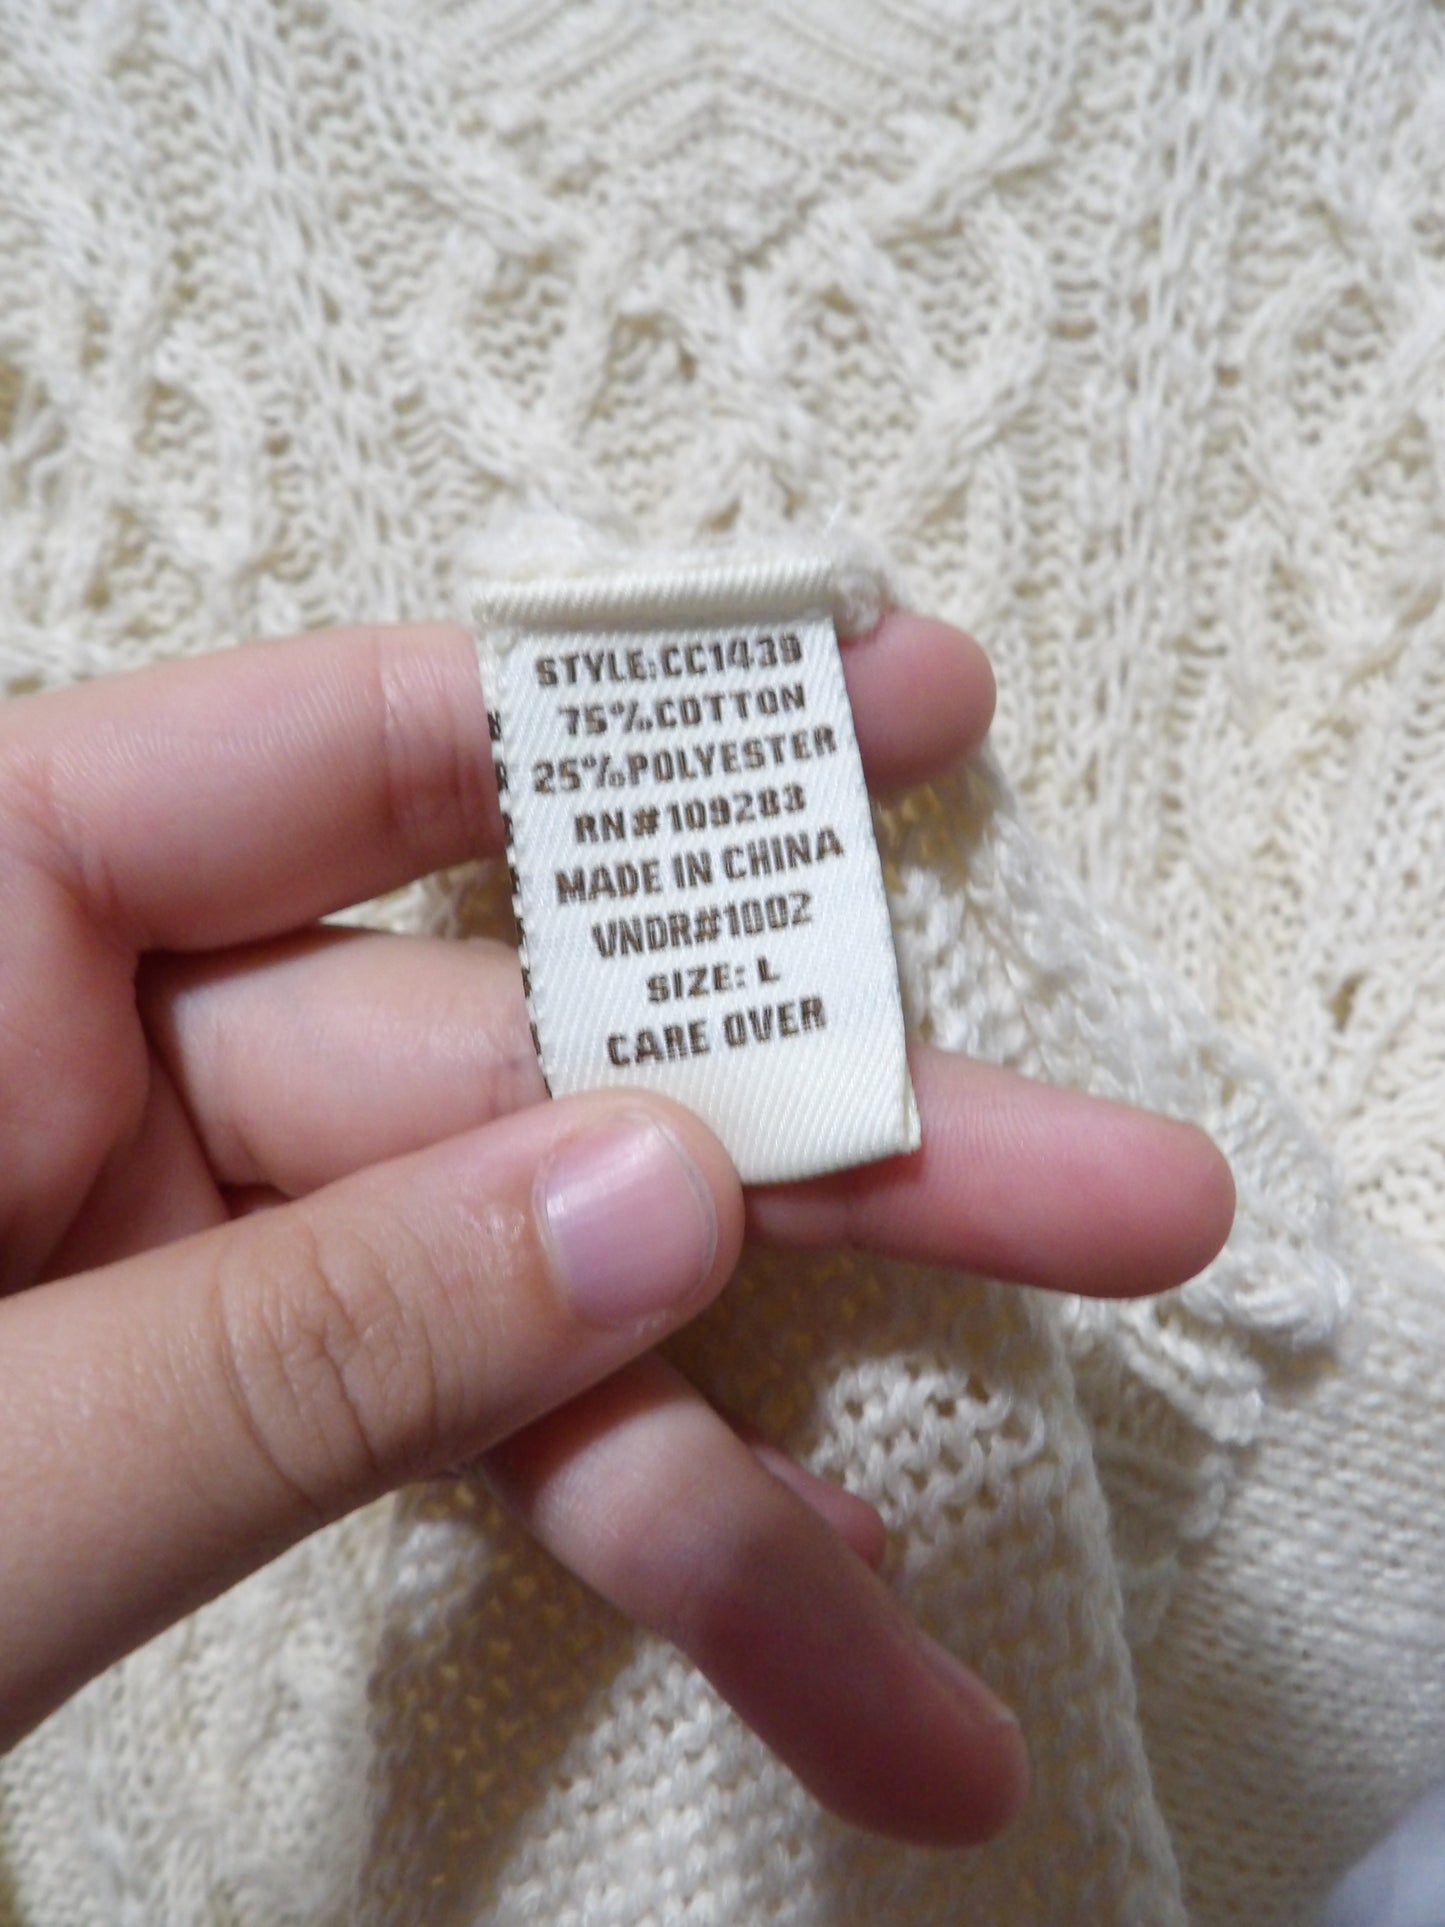 STYLE:CC1439
75%COTTON
25%POLYESTER
RN#109283
MADE IN CHINA
VNDR#1002
SIZE: L
CARE OVER